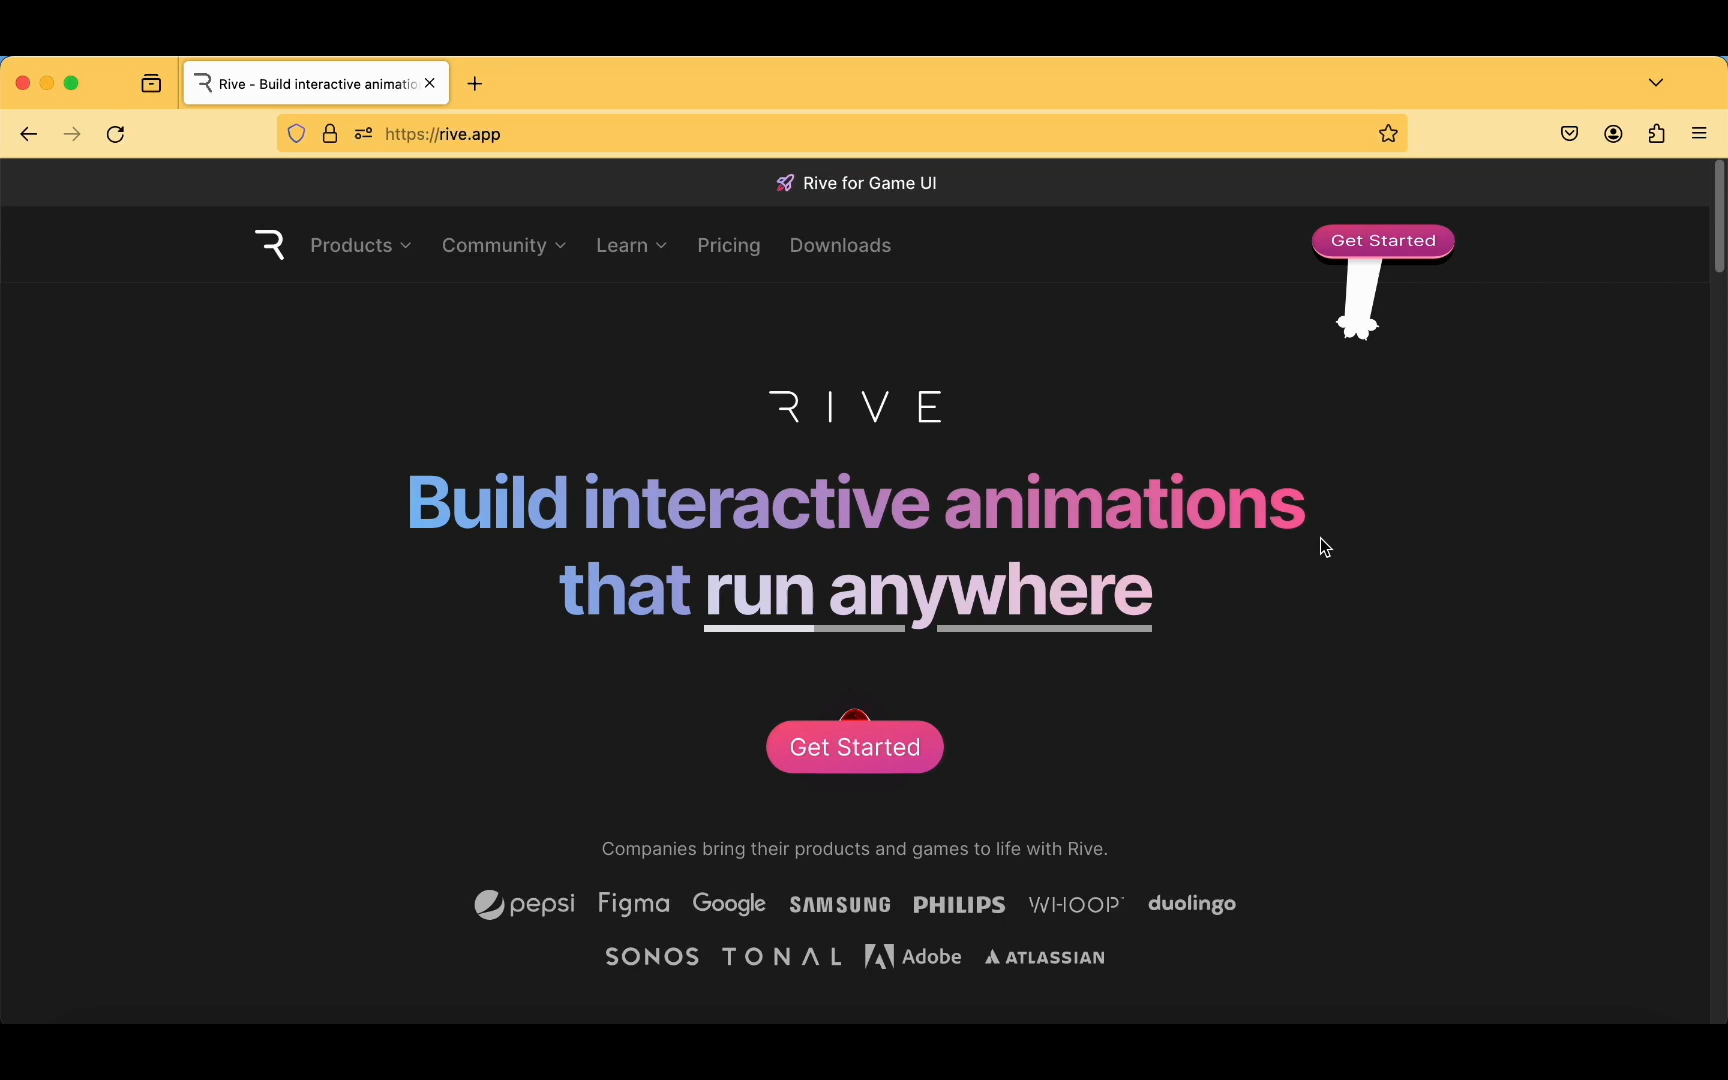 Rive - Build interactive animatio
https://rive.app
Rive for Game UI
Products
Community
Learn
Pricing
Downloads
Get Started
RIVE
Build interactive animations
that run anywhere
Get Started
Companies bring their products and games to life with Rive.
pepsi Figma Google SAMSUNG PHILIPS WHOOP duolingo
SONOS TONAL Adobe ATLASSIAN